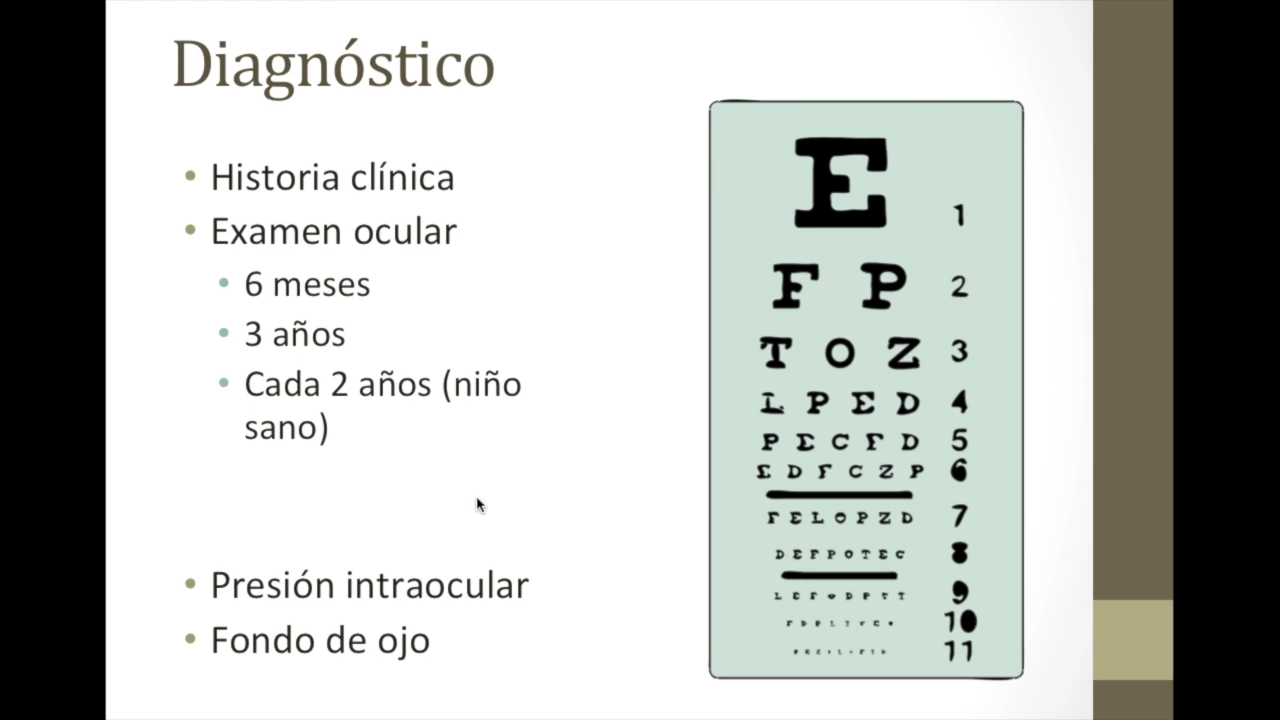 Diagnóstico
• Historia clínica
• Examen ocular
• 6 meses
• 3 años
• Cada 2 años (niño
sano)
• Presión intraocular
• Fondo de ojo
E 1
F P 2
T O Z 3
L P E D 4
P E C F D 5
E D F C Z P 6
F E L O P Z D 7
D E F P O T E C 8
9
10
11